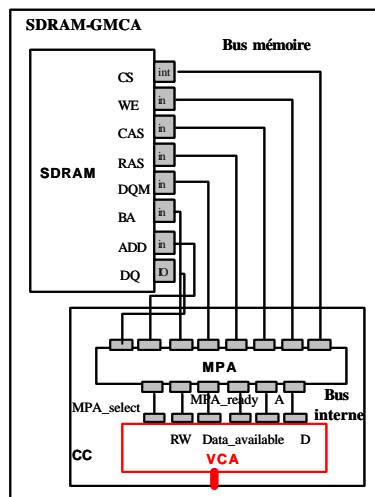 SDRAM-GMCA
Bus mémoire
CS int
WE in
CAS in
RAS in
SDRAM
DQM in
BA in
ADD in
DQ IO
MPA
MPA_select MPA_ready A Bus
interne
RW Data_available D
CC VCA